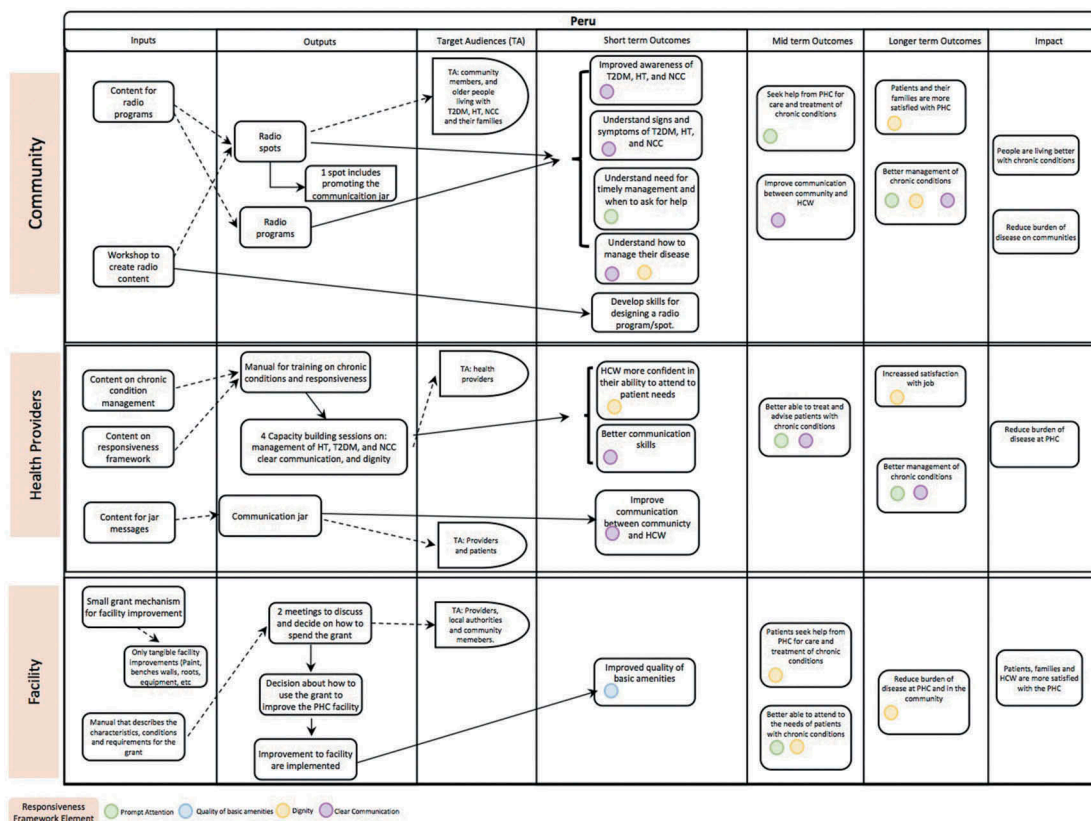 Peru
Inputs
Outputs
Target Audiences (TA)
Short term Outcomes
Mid term Outcomes
Longer term Outcomes
Impact
Community
Content for
radio
programs
Workshop to
create radio
content
Radio
spots
1 spot includes
promoting the
communicaition jar
Radio
programs
TA: community
members, and
older people
living with
T2DM, HT, NCC
and their families
Improved awareness of
T2DM, HT, and NCC
Understand signs and
symptoms of T2DM, HT,
and NCC
Understand need for
timely management and
when to ask for help
Understand how to
manage their disease
Develop skills for
designing a radio
program/spot.
Seek help from PHC for
care and treatment of
chronic conditions
Improve communication
between community and
HCW
Patients and their
families are more
satisfied with PHC
Better management of
chronic conditions
People are living better
with chronic conditions
Reduce burden of
disease on communities
Health Providers
Content on chronic
condition
management
Content on
responsiveness
framework
Content for jar
messages
Manual for training on chronic
conditions and responsiveness
4 Capacity building sessions on:
management of HT, T2DM, and NCC
clear communication, and dignity
Communication jar
TA: health
providers
TA: Providers
and patients
HCW more confident in
their ability to attend to
patient needs
Better communication
skills
Improve
communication
between communicty
and HCW
Better able to treat and
advise patients with
chronic conditions
Increassed satisfaction
with job
Better management of
chronic conditions
Reduce burden of
disease at PHC
Facility
Small grant mechanism
for facility improvement
Only tangible facility
improvements (Paint,
benches walls, roots,
equipment, etc
Manual that describes the
characteristics, conditions
and requirements for the
grant
2 meetings to discuss
and decide on how to
spend the grant
Decision about how to
use the grant to
improve the PHC facility
Improvement to facility
are implemented
TA: Providers,
local authorities
and community
memebers.
Improved quality of
basic amenities
Patients seek help from
PHC for care and
treatment of chronic
conditions
Better able to attend to
the needs of patients
with chronic conditions
Reduce burden of
disease at PHC and in the
community
Patients, families and
HCW are more satisfied
with the PHC
Responsiveness
Framework Element
Prompt Attention
Quality of basic amenities
Dignity
Clear Communication